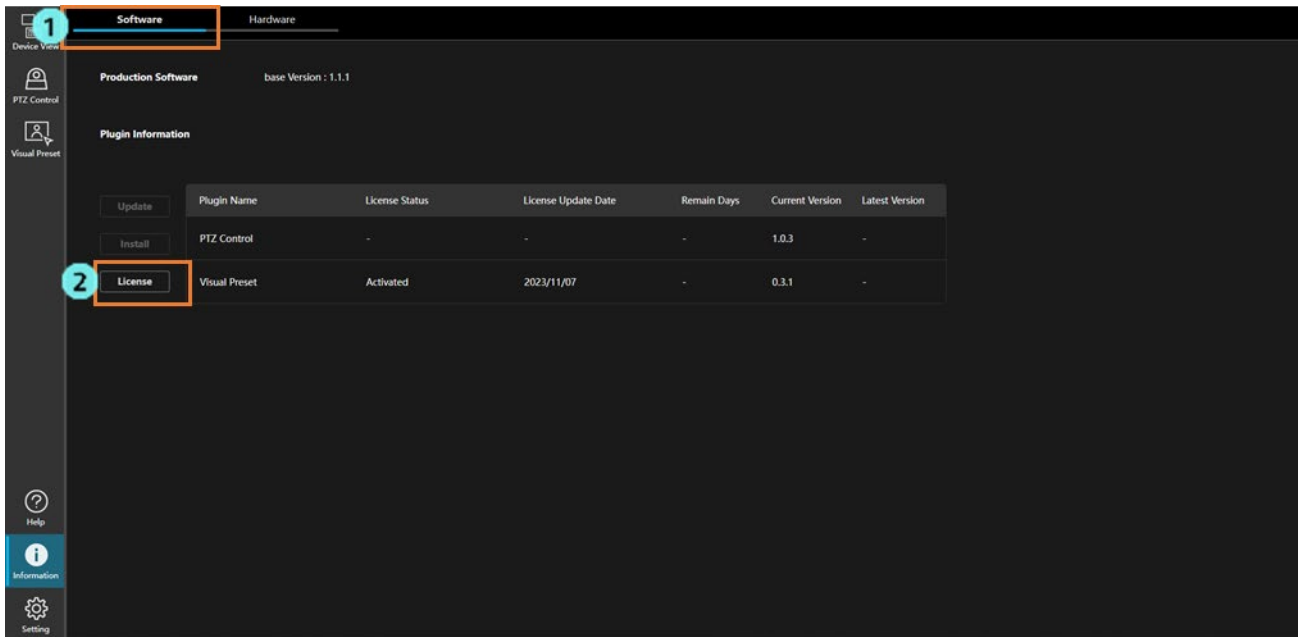 1
Software Hardware
Device View
Production Software base Version : 1.1.1
PTZ Control
Plugin Information
Visual Preset
Update Plugin Name License Status License Update Date Remain Days Current Version Latest Version
Install PTZ Control - - - 1.0.3 -
2 License Visual Preset Activated 2023/11/07 - 0.3.1 -
Help
Information
Setting